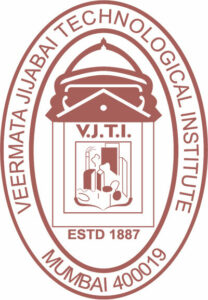 VEERMATA JIJABAI TECHNOLOGICAL INSTITUTE
V.J.T.I.
ESTD 1887
MUMBAI 400019